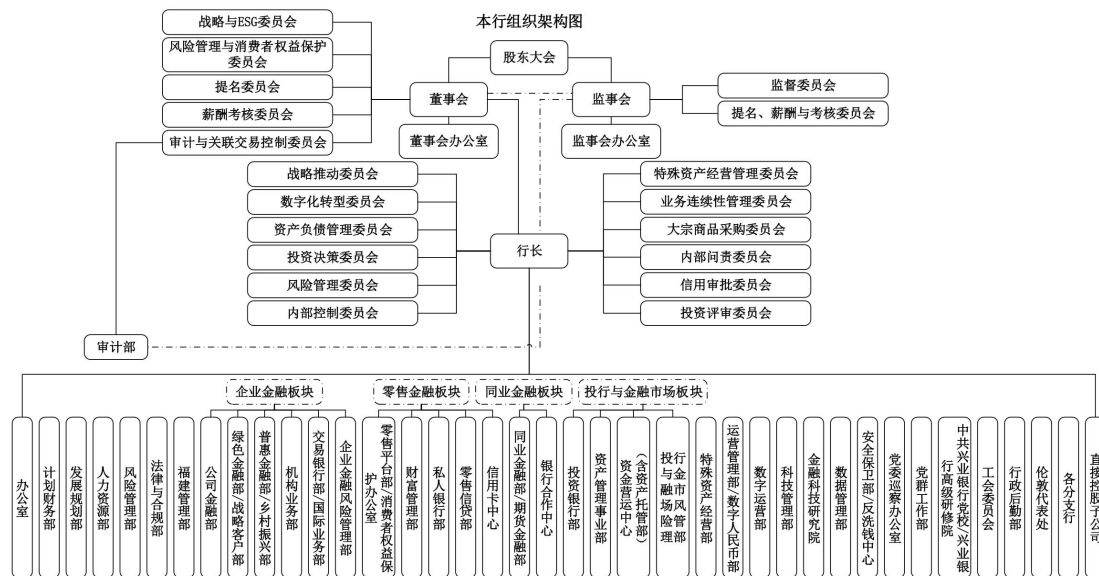 本行组织架构图
战略与ESG委员会
风险管理与消费者权益保护
委员会
提名委员会
薪酬考核委员会
审计与关联交易控制委员会
股东大会
董事会
监事会
董事会办公室
监事会办公室
监督委员会
提名、薪酬与考核委员会
战略推动委员会
数字化转型委员会
资产负债管理委员会
投资决策委员会
风险管理委员会
内部控制委员会
行长
特殊资产经营管理委员会
业务连续性管理委员会
大宗商品采购委员会
内部问责委员会
信用审批委员会
投资评审委员会
审计部
企业金融板块
零售金融板块
同业金融板块
投行与金融市场板块
办公室
计划财务部
发展规划部
人力资源部
风险管理部
法律与合规部
福建管理部
公司金融部
绿色金融部/战略客户部
普惠金融部/乡村振兴部
机构业务部
交易银行部/国际业务部
企业金融风险管理部
零售平台部/消费者权益保
护办公室
财富管理部
私人银行部
零售信贷部
信用卡中心
同业金融部/期货金融部
银行合作中心
投资银行部
资产管理事业部
资金营运中心
（含资产托管部）
投行与金融市场风险管理部
特殊资产经营部
运营管理部/数字人民币部
数字运营部
科技管理部
金融科技研究院
数据管理部
安全保卫部/反洗钱中心
党委巡察办公室
党群工作部
中共兴业银行党校/兴业银
行高级研修院
工会委员会
行政后勤部
伦敦代表处
各分支行
直接控股子公司